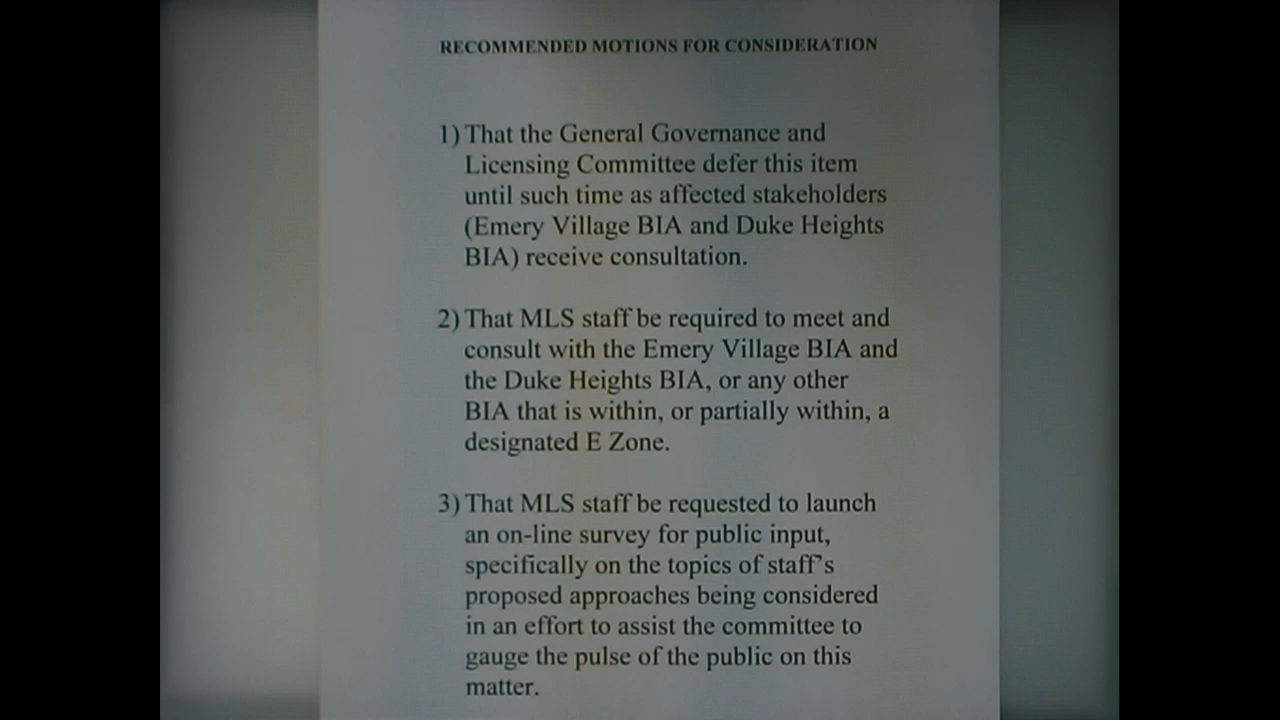 RECOMMENDED MOTIONS FOR CONSIDERATION
1) That the General Governance and
Licensing Committee defer this item
until such time as affected stakeholders
(Emery Village BIA and Duke Heights
BIA) receive consultation.
2) That MLS staff be required to meet and
consult with the Emery Village BIA and
the Duke Heights BIA, or any other
BIA that is within, or partially within, a
designated E Zone.
3) That MLS staff be requested to launch
an on-line survey for public input,
specifically on the topics of staff's
proposed approaches being considered
in an effort to assist the committee to
gauge the pulse of the public on this
matter.